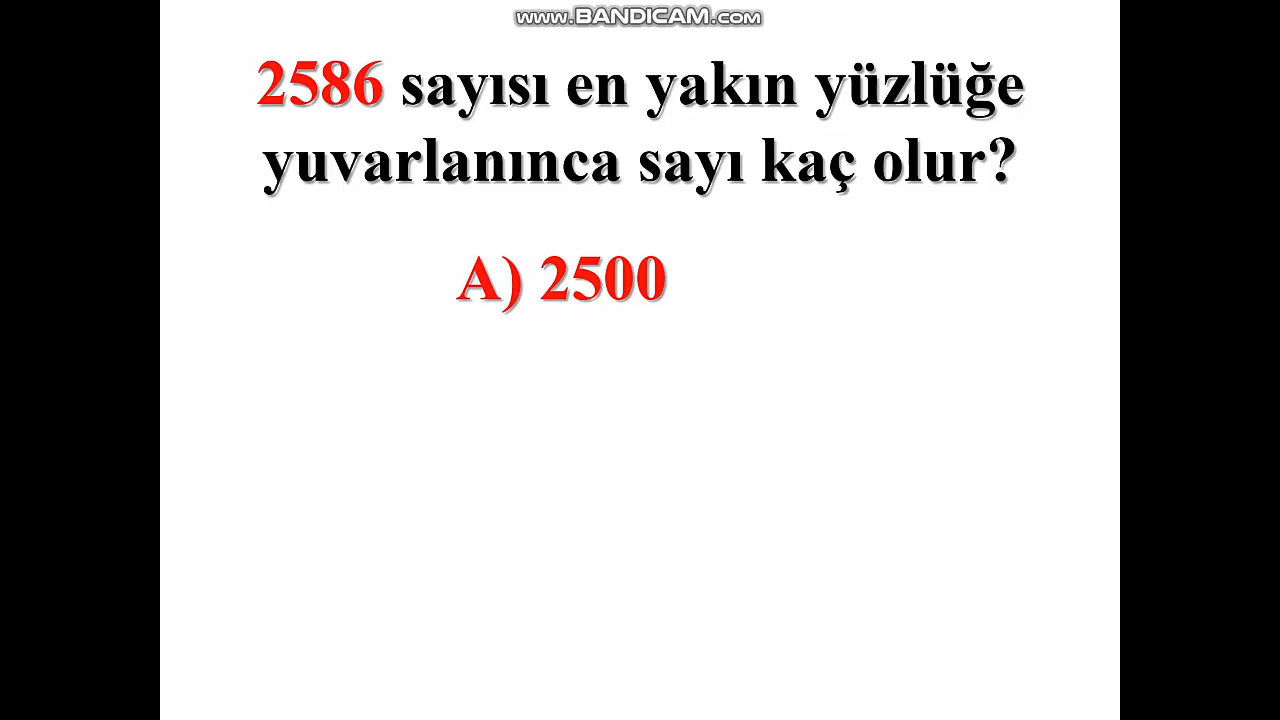 www.BANDICAM.com
2586 sayısı en yakın yüzlüğe
yuvarlanınca sayı kaç olur?
A) 2500